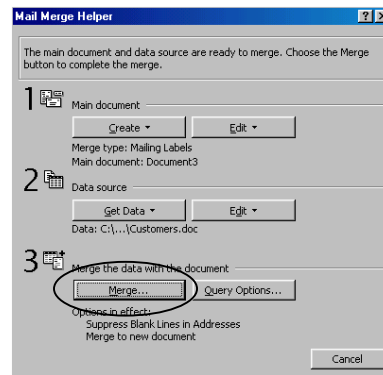 Mail Merge Helper
The main document and data source are ready to merge. Choose the Merge
button to complete the merge.
1
Main document
Create Edit
Merge type: Mailing Labels
Main document: Document3
2
Data source
Get Data Edit
Data: C:\...\Customers.doc
3
Merge the data with the document
Merge... Query Options...
Options in effect:
Suppress Blank Lines in Addresses
Merge to new document
Cancel